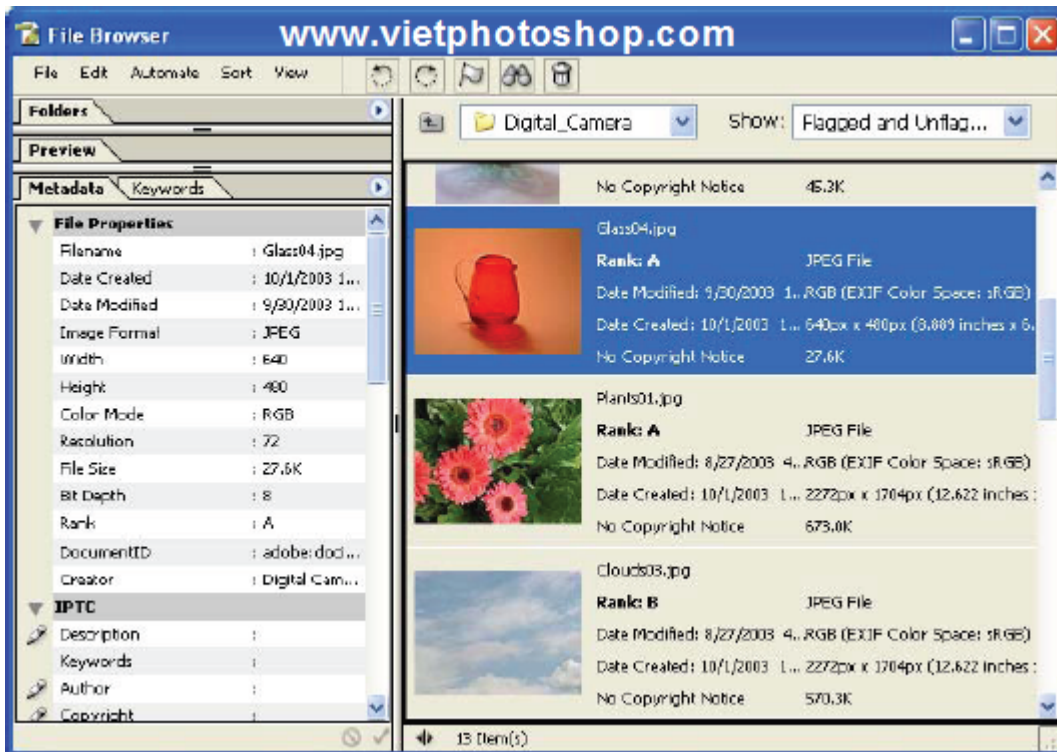 File Browser
www.vietphotoshop.com
File Edit Automate Sort View
Folders
Preview
Metadata Keywords
File Properties
Filename : Glass04.jpg
Date Created : 10/1/2003 1...
Date Modified : 9/30/2003 1...
Image Format : JPEG
Width : 640
Height : 480
Color Mode : RGB
Resolution : 72
File Size : 27.6K
Bit Depth : 8
Rank : A
DocumentID : adobe:doci...
Creator : Digital Cam...
IPTC
Description :
Keywords :
Author :
Copyright
Digital_Camera Show: Flagged and Unflag...
No Copyright Notice 45.3K
Glass04.jpg
Rank: A JPEG File
Date Modified: 9/30/2003 1... RGB (EXIF Color Space: sRGB)
Date Created: 10/1/2003 1... 640px x 480px (8.889 inches x 6.
No Copyright Notice 27.6K
Plants01.jpg
Rank: A JPEG File
Date Modified: 8/27/2003 4... RGB (EXIF Color Space: sRGB)
Date Created: 10/1/2003 1... 2272px x 1704px (12.622 inches
No Copyright Notice 673.0K
Clouds03.jpg
Rank: B JPEG File
Date Modified: 8/27/2003 4... RGB (EXIF Color Space: sRGB)
Date Created: 10/1/2003 1... 2272px x 1704px (12.622 inches
No Copyright Notice 570.3K
13 Item(s)